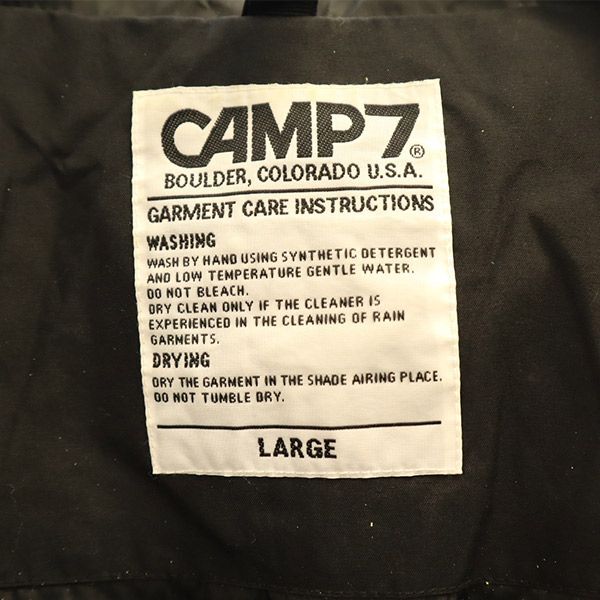 CAMP7®
BOULDER, COLORADO U.S.A.
GARMENT CARE INSTRUCTIONS
WASHING
WASH BY HAND USING SYNTHETIC DETERGENT
AND LOW TEMPERATURE GENTLE WATER.
DO NOT BLEACH.
DRY CLEAN ONLY IF THE CLEANER IS
EXPERIENCED IN THE CLEANING OF RAIN
GARMENTS.
DRYING
DRY THE GARMENT IN THE SHADE AIRING PLACE.
DO NOT TUMBLE DRY.
LARGE